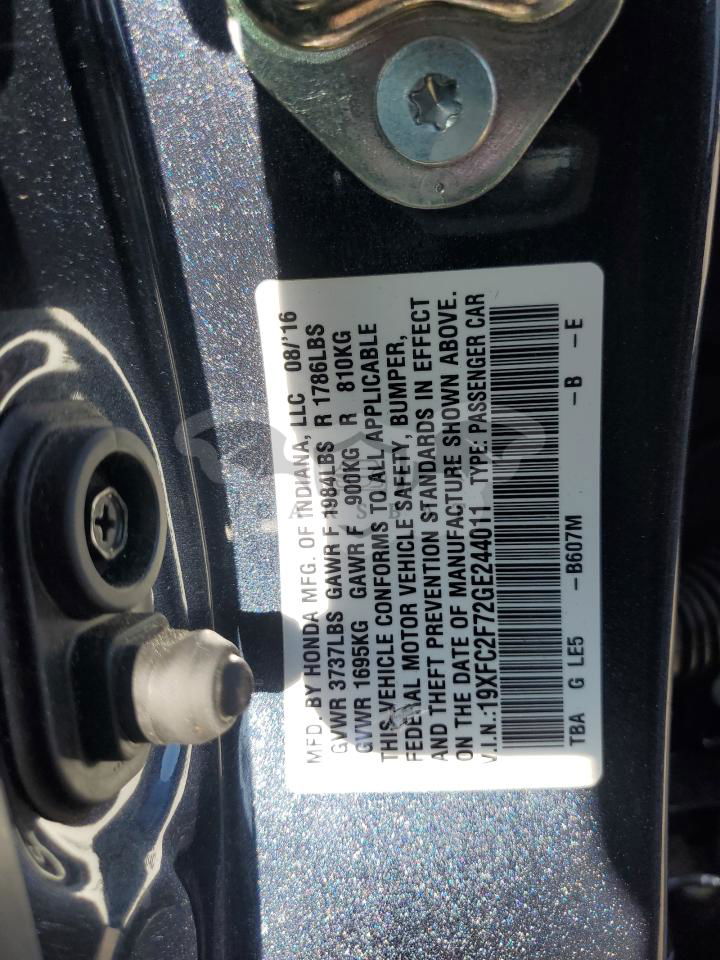 MFD. BY HONDA MFG. OF INDIANA, LLC 08/'16
GVWR 3737LBS GAWR F 1984LBS R 1786LBS
GVWR 1695KG GAWR F 900KG R 810KG
THIS VEHICLE CONFORMS TO ALL APPLICABLE
FEDERAL MOTOR VEHICLE SAFETY, BUMPER,
AND THEFT PREVENTION STANDARDS IN EFFECT
ON THE DATE OF MANUFACTURE SHOWN ABOVE.
V.I.N.:19XFC2F72GE244011 TYPE: PASSENGER CAR
TBA G LE5 -B607M -B -E